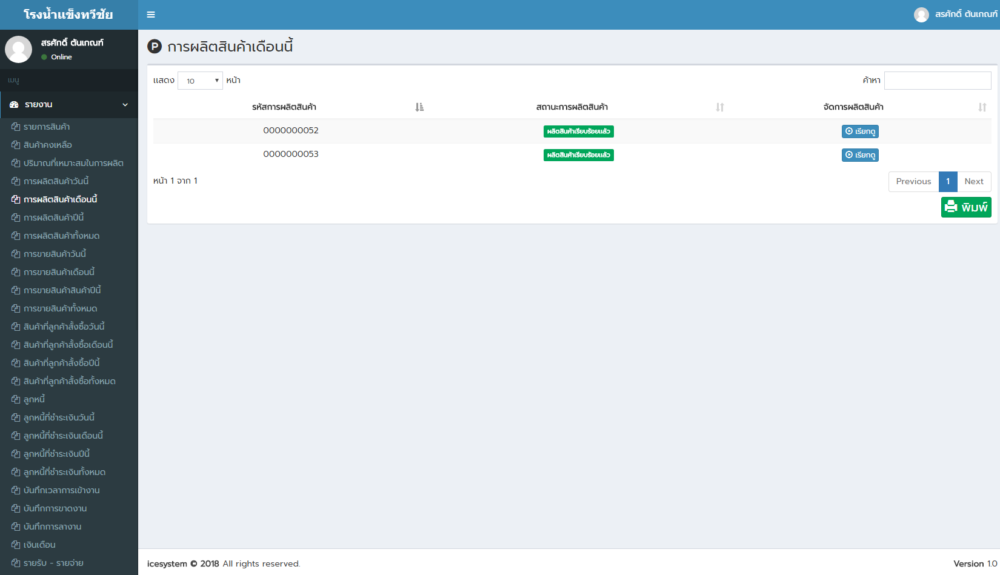 โรงน้ำแข็งทวีชัย
สรศักดิ์ ตันเกณฑ์
สรศักดิ์ ตันเกณฑ์
Online
เมนู
รายงาน
รายการสินค้า
สินค้าคงเหลือ
ปริมาณที่เหมาะสมในการผลิต
การผลิตสินค้าวันนี้
การผลิตสินค้าเดือนนี้
การผลิตสินค้าปีนี้
การผลิตสินค้าทั้งหมด
การขายสินค้าวันนี้
การขายสินค้าเดือนนี้
การขายสินค้าสินค้าปีนี้
การขายสินค้าทั้งหมด
สินค้าที่ลูกค้าสั่งซื้อวันนี้
สินค้าที่ลูกค้าสั่งซื้อเดือนนี้
สินค้าที่ลูกค้าสั่งซื้อปีนี้
สินค้าที่ลูกค้าสั่งซื้อทั้งหมด
ลูกหนี้
ลูกหนี้ที่ชำระเงินวันนี้
ลูกหนี้ที่ชำระเงินเดือนนี้
ลูกหนี้ที่ชำระเงินปีนี้
ลูกหนี้ที่ชำระเงินทั้งหมด
บันทึกเวลาการเข้างาน
บันทึกการขาดงาน
บันทึกการลางาน
เงินเดือน
รายรับ - รายจ่าย
P การผลิตสินค้าเดือนนี้
แสดง 10 หน้า ค้าหา
รหัสการผลิตสินค้า สถานะการผลิตสินค้า จัดการผลิตสินค้า
0000000052 ผลิตสินค้าเรียบร้อยแล้ว เรียกดู
0000000053 ผลิตสินค้าเรียบร้อยแล้ว เรียกดู
หน้า 1 จาก 1 Previous 1 Next
พิมพ์
icesystem © 2018 All rights reserved. Version 1.0